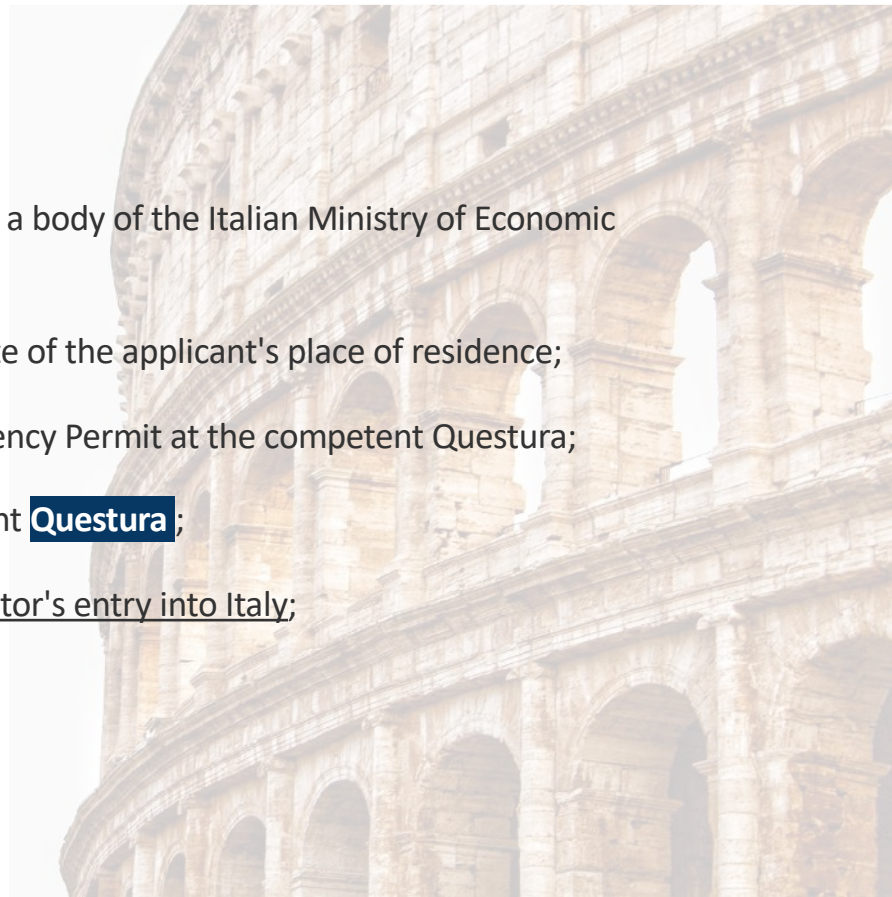 a body of the Italian Ministry of Economic
te of the applicant's place of residence;
ency Permit at the competent Questura;
nt Questura ;
tor's entry into Italy;